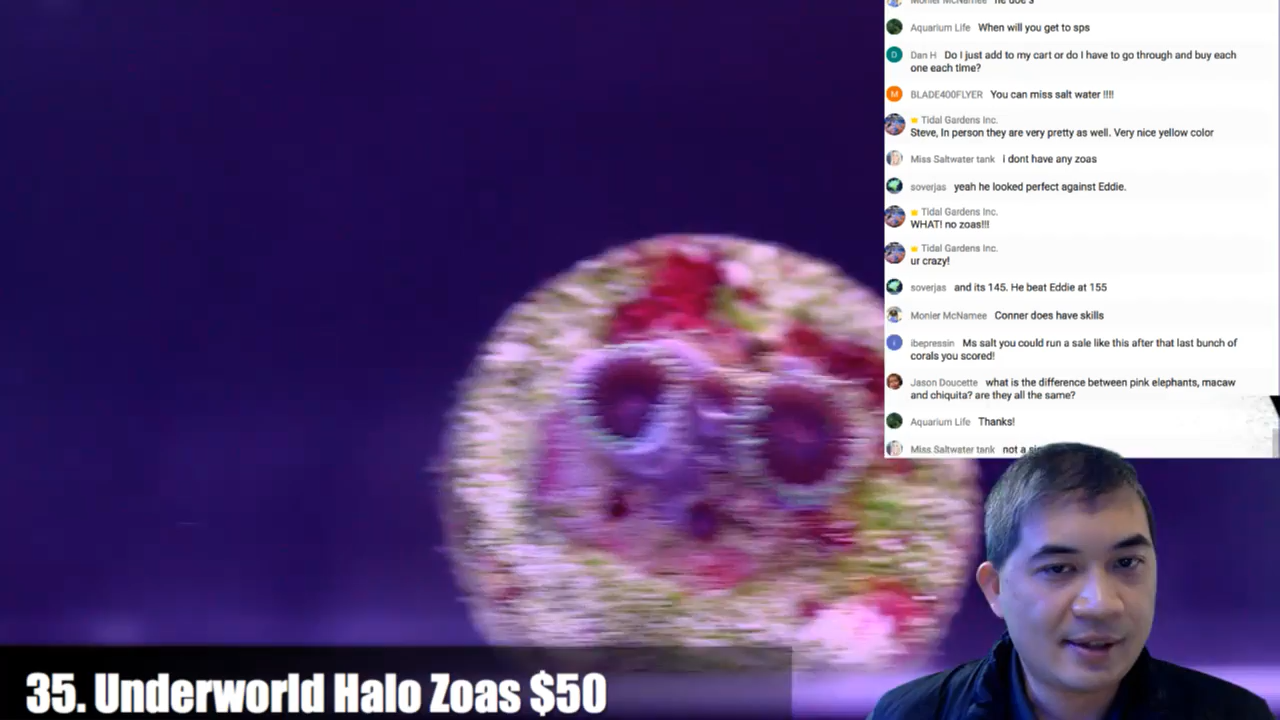 Monier McNamee he doe's
Aquarium Life When will you get to sps
Dan H Do I just add to my cart or do I have to go through and buy each
one each time?
BLADE400FLYER You can miss salt water !!!!
Tidal Gardens Inc.
Steve, In person they are very pretty as well. Very nice yellow color
Miss Saltwater tank i dont have any zoas
soverjas yeah he looked perfect against Eddie.
Tidal Gardens Inc.
WHAT! no zoas!!!
Tidal Gardens Inc.
ur crazy!
soverjas and its 145. He beat Eddie at 155
Monier McNamee Conner does have skills
ibepressin Ms salt you could run a sale like this after that last bunch of
corals you scored!
Jason Doucette what is the difference between pink elephants, macaw
and chiquita? are they all the same?
Aquarium Life Thanks!
Miss Saltwater tank not a
35. Underworld Halo Zoas $50